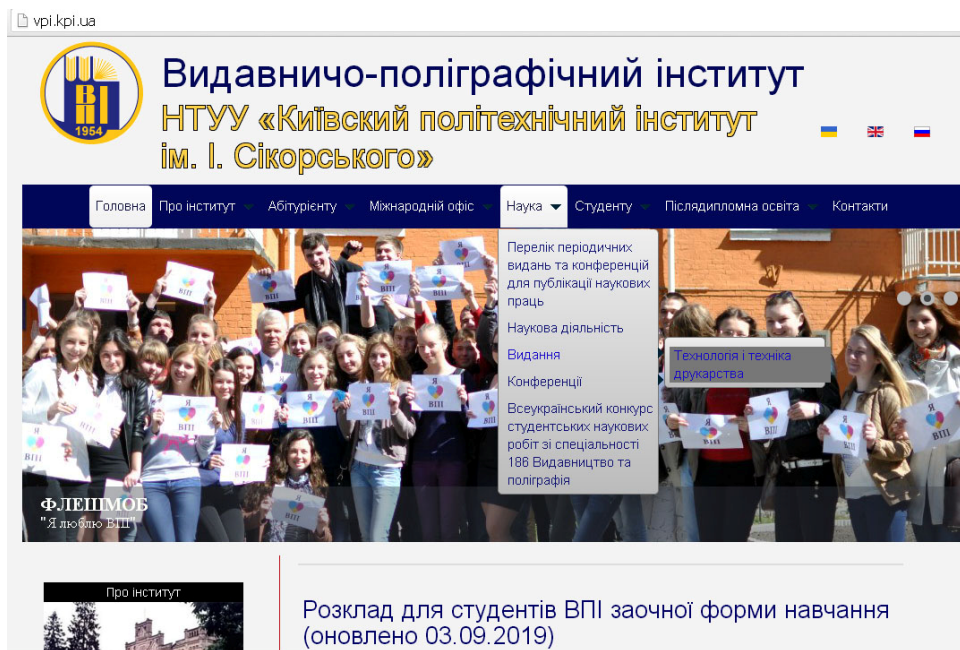 vpi.kpi.ua
Видавничо-поліграфічний інститут
НТУУ «Київский політехнічний інститут
ім. І. Сікорського»
ВПІ
1954
Головна Про інститут Абітурієнту Міжнародній офіс Наука Студенту Післядипломна освіта Контакти
Перелік періодичних
видань та конференцій
для публікації наукових
праць
Наукова діяльність
Видання
Технологія і техніка
друкарства
Конференції
Всеукраїнський конкурс
студентських наукових
робіт зі спеціальності
186 Видавництво та
поліграфія
Я
ВПІ
ФЛЕШМОБ
"Я люблю ВПІ"
Про інститут
Розклад для студентів ВПІ заочної форми навчання
(оновлено 03.09.2019)